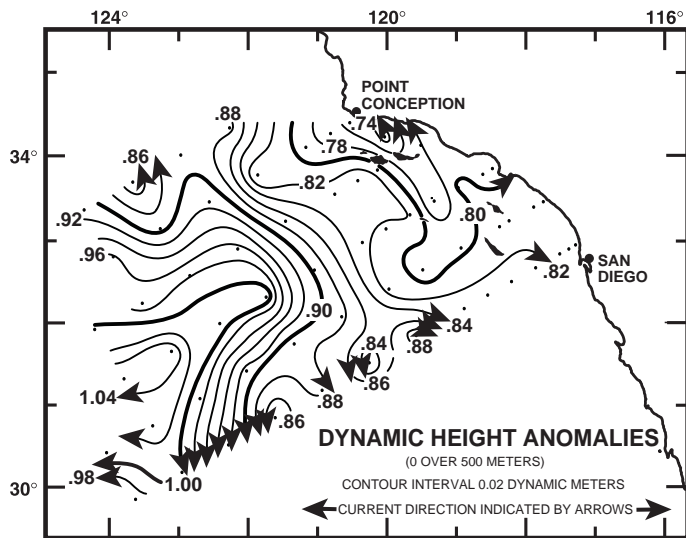 124° 120° 116°
POINT
CONCEPTION
.88
.74
.78
34°
.86
.82
.92
.80
.96
SAN
DIEGO
.82
.90
.84
.84
.88
.86
1.04
.88
.86
DYNAMIC HEIGHT ANOMALIES
(0 OVER 500 METERS)
.98
1.00
30°
CONTOUR INTERVAL 0.02 DYNAMIC METERS
CURRENT DIRECTION INDICATED BY ARROWS